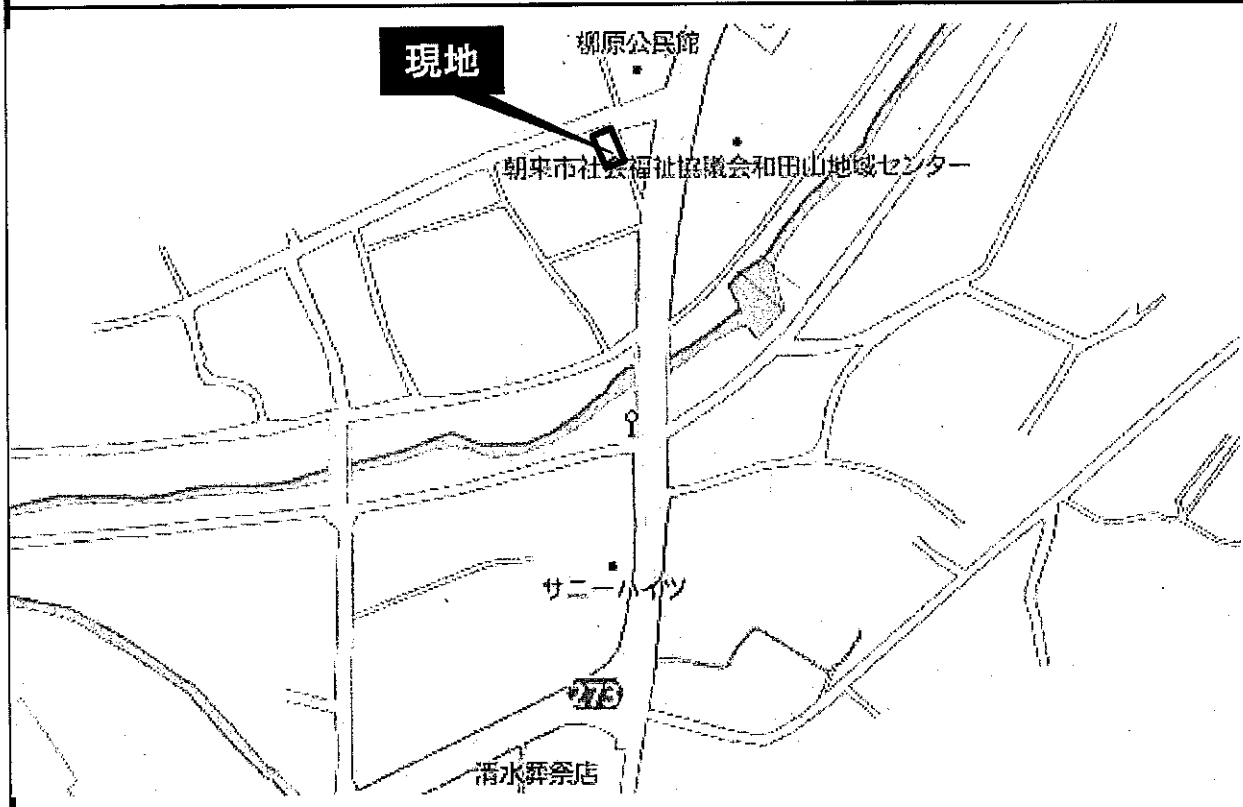 柳原公民館
現地
朝来市社会福祉協議会和田山地域センター
サニーハイツ
273
清水葬祭店